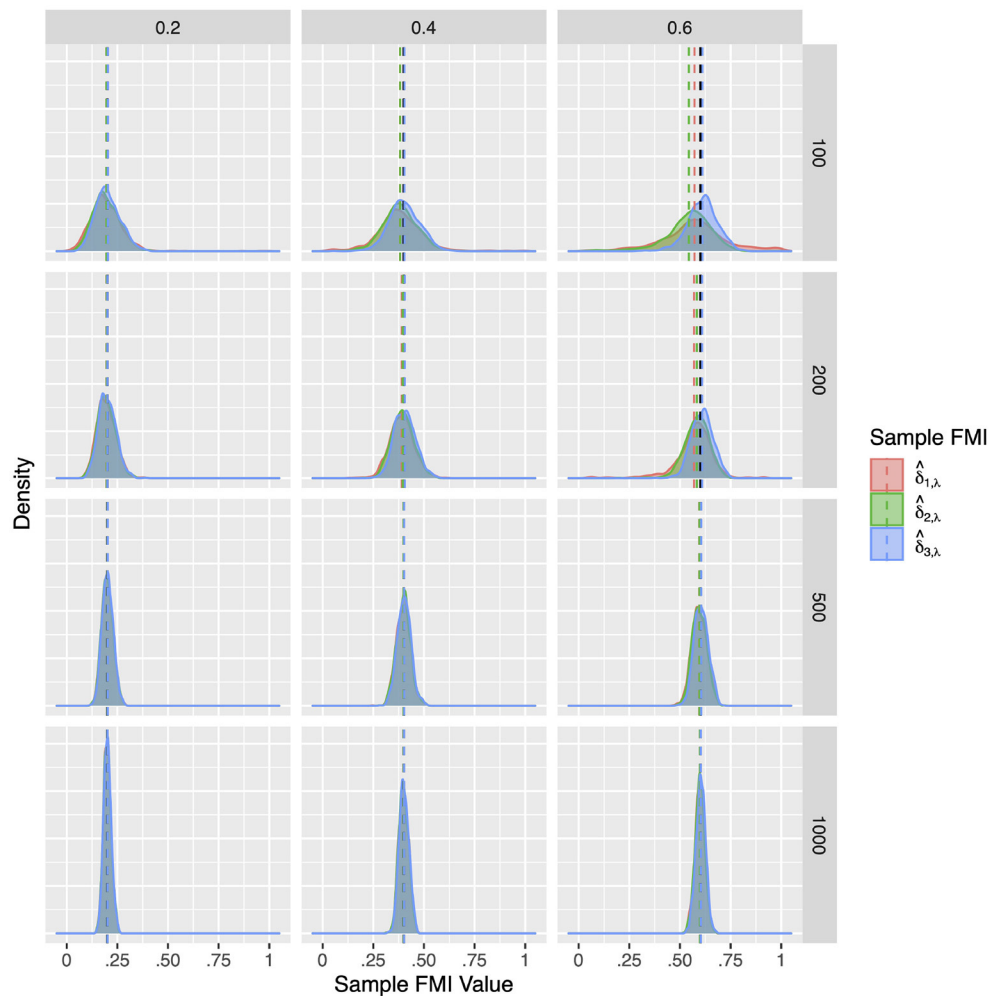 0.2 0.4 0.6
100
200
500
1000
Density
0 .25 .50 .75 1 0 .25 .50 .75 1 0 .25 .50 .75 1
Sample FMI Value
Sample FMI
δ̂1,λ
δ̂2,λ
δ̂3,λ